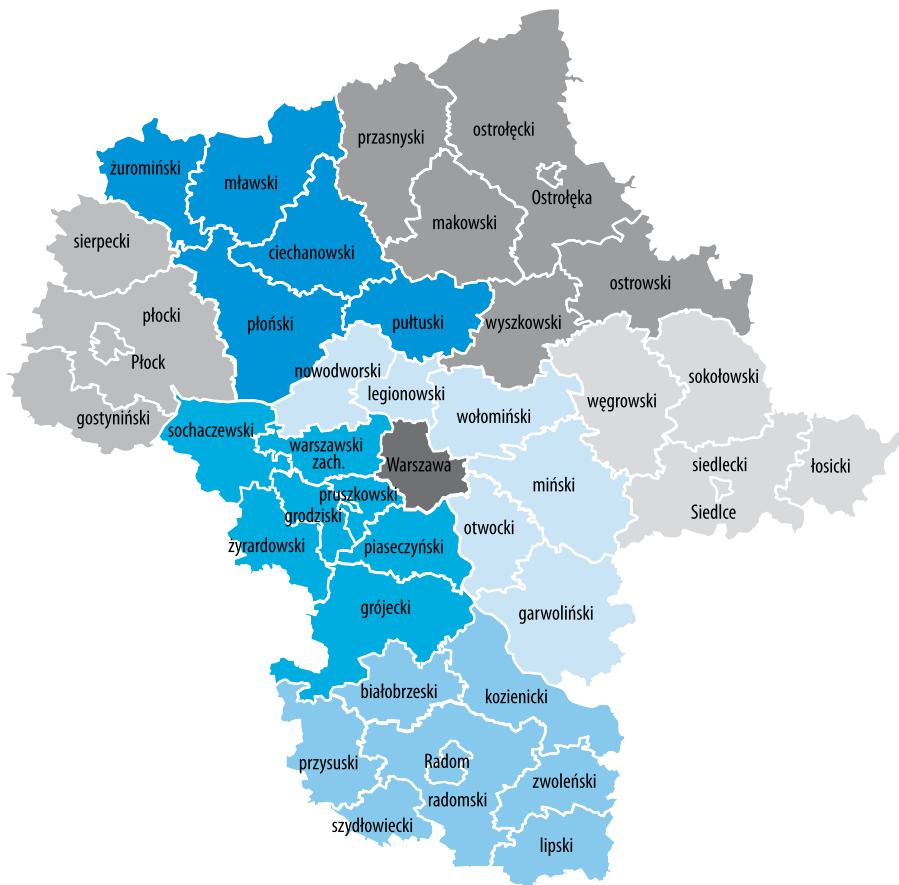 ostrołęcki
przasnyski
żuromiński
mławski
Ostrołęka
makowski
sierpecki
ciechanowski
ostrowski
płocki
płoński
pułtuski
wyszkowski
Płock
nowodworski
sokołowski
legionowski
węgrowski
gostyniński
wołomiński
sochaczewski
warszawski
zach.
Warszawa
siedlecki
łosicki
miński
pruszkowski
Siedlce
grodziski
otwocki
żyrardowski
piaseczyński
grójecki
garwoliński
białobrzeski
kozienicki
przysuski
Radom
zwoleński
radomski
szydłowiecki
lipski